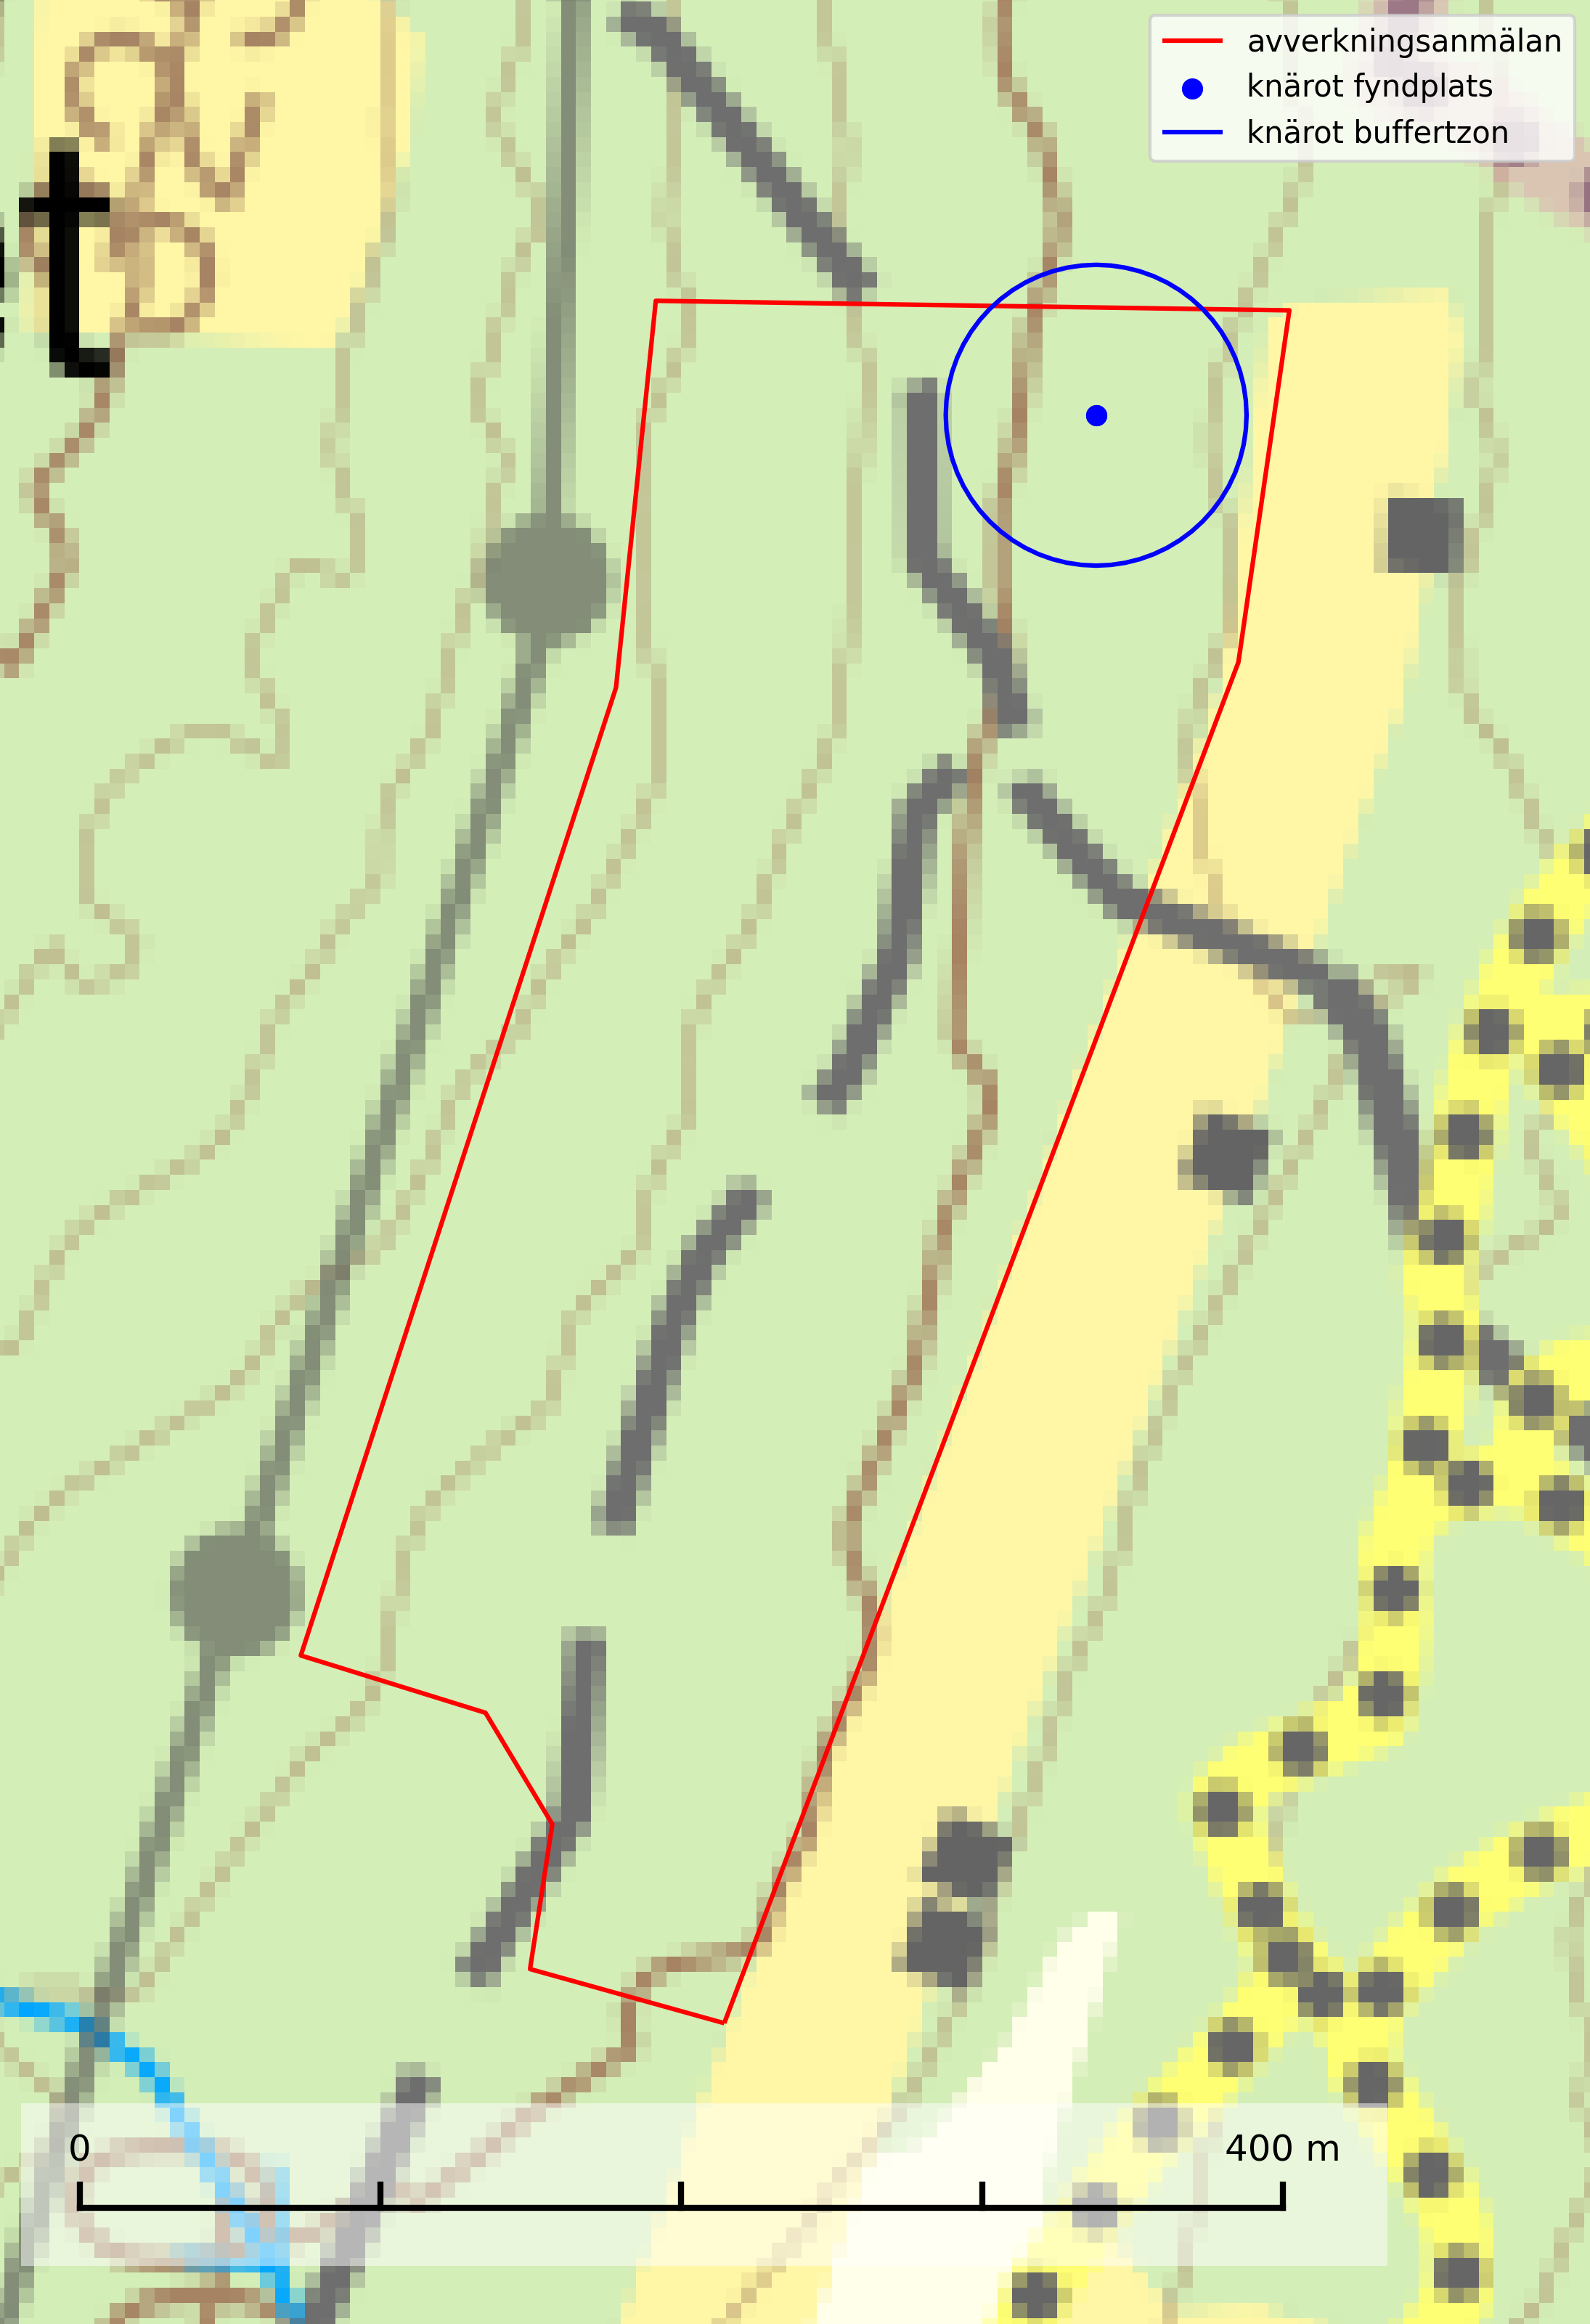 avverkningsanmälan
knärot fyndplats
knärot buffertzon
t
0 400 m